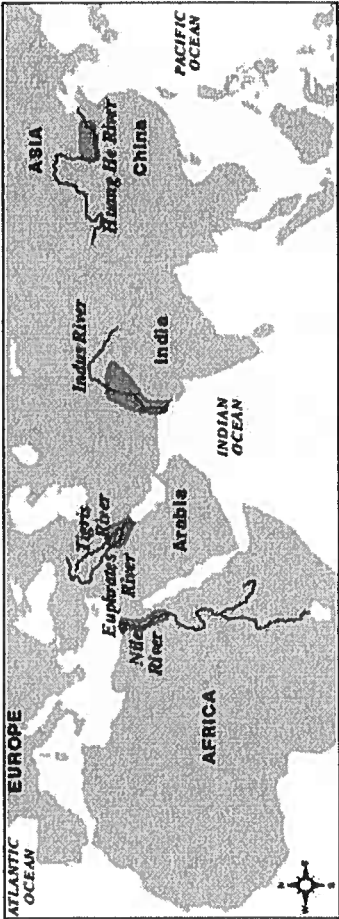 ATLANTIC
OCEAN
EUROPE
ASIA
PACIFIC
OCEAN
Huang He River
China
Indus River
India
Tigris
River
Euphrates
River
Nile
River
Arabia
AFRICA
INDIAN
OCEAN
N
W
E
S